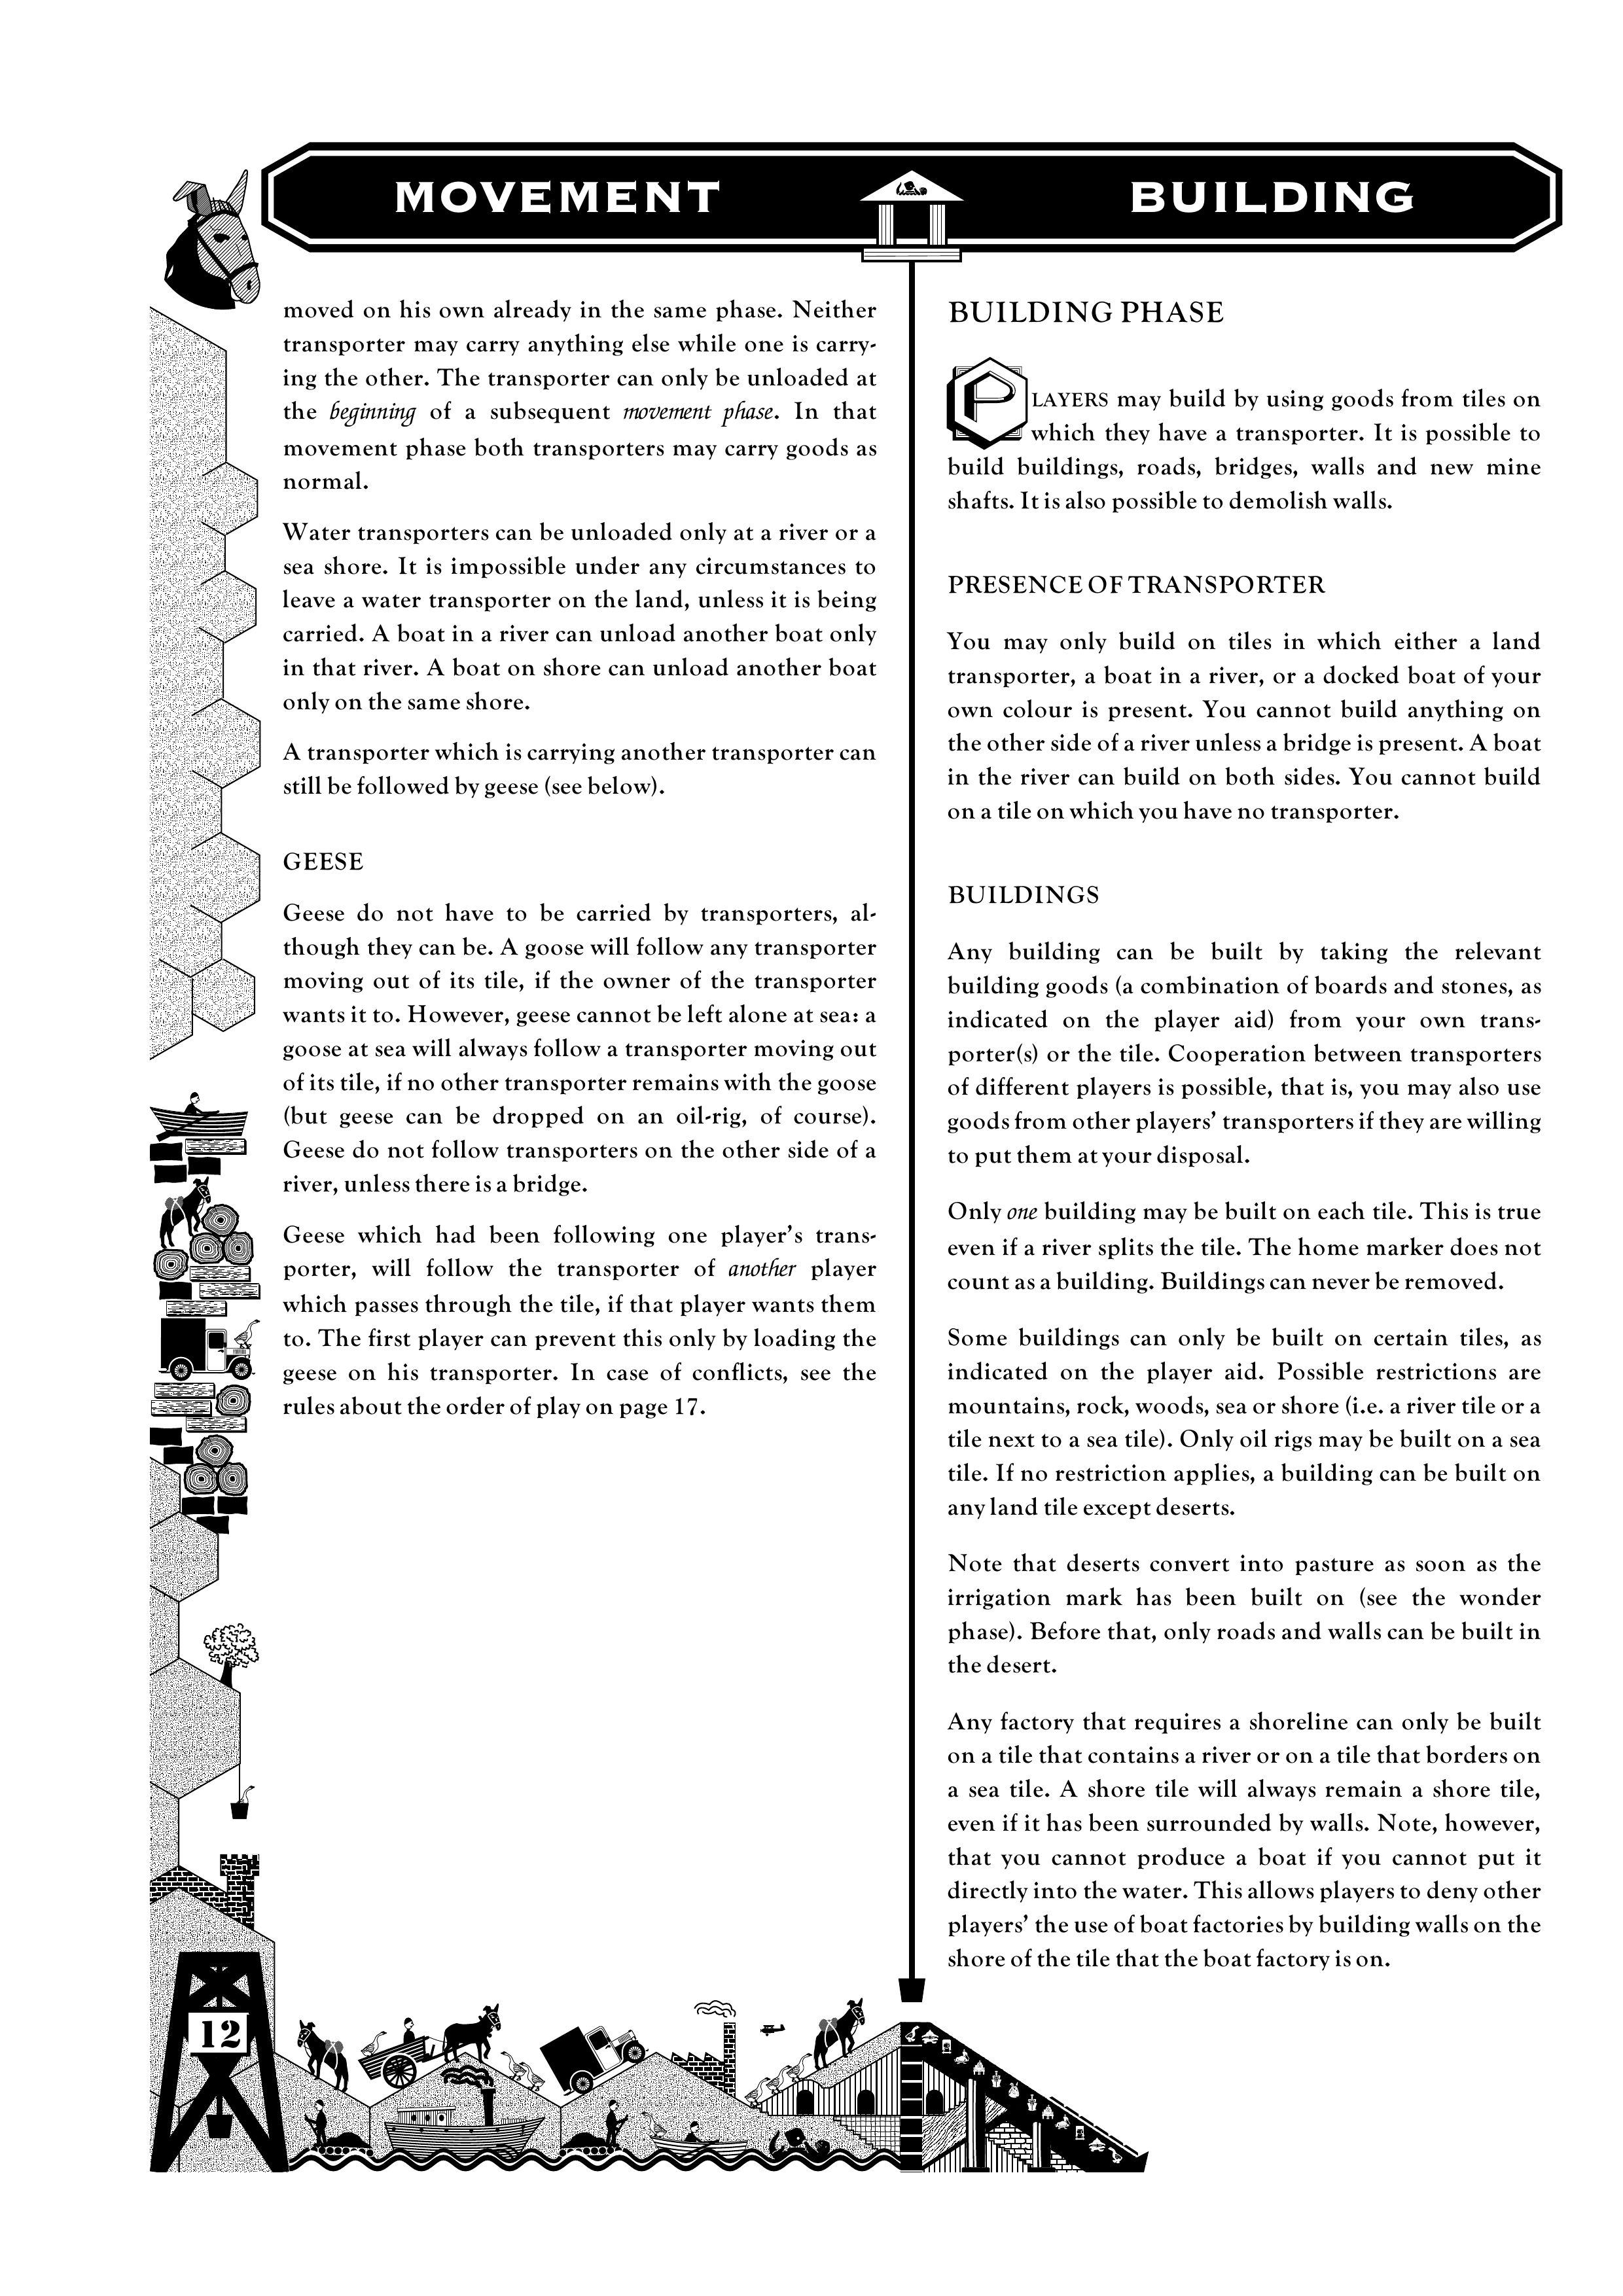 MOVEMENT
BUILDING
moved on his own already in the same phase. Neither
transporter may carry anything else while one is carry-
ing the other. The transporter can only be unloaded at
the beginning of a subsequent movement phase. In that
movement phase both transporters may carry goods as
normal.
Water transporters can be unloaded only at a river or a
sea shore. It is impossible under any circumstances to
leave a water transporter on the land, unless it is being
carried. A boat in a river can unload another boat only
in that river. A boat on shore can unload another boat
only on the same shore.
A transporter which is carrying another transporter can
still be followed by geese (see below).
GEESE
Geese do not have to be carried by transporters, al-
though they can be. A goose will follow any transporter
moving out of its tile, if the owner of the transporter
wants it to. However, geese cannot be left alone at sea: a
goose at sea will always follow a transporter moving out
of its tile, if no other transporter remains with the goose
(but geese can be dropped on an oil-rig, of course).
Geese do not follow transporters on the other side of a
river, unless there is a bridge.
Geese which had been following one player's trans-
porter, will follow the transporter of another player
which passes through the tile, if that player wants them
to. The first player can prevent this only by loading the
geese on his transporter. In case of conflicts, see the
rules about the order of play on page 17.
BUILDING PHASE
PLAYERS may build by using goods from tiles on
which they have a transporter. It is possible to
build buildings, roads, bridges, walls and new mine
shafts. It is also possible to demolish walls.
PRESENCE OF TRANSPORTER
You may only build on tiles in which either a land
transporter, a boat in a river, or a docked boat of your
own colour is present. You cannot build anything on
the other side of a river unless a bridge is present. A boat
in the river can build on both sides. You cannot build
on a tile on which you have no transporter.
BUILDINGS
Any building can be built by taking the relevant
building goods (a combination of boards and stones, as
indicated on the player aid) from your own trans-
porter(s) or the tile. Cooperation between transporters
of different players is possible, that is, you may also use
goods from other players' transporters if they are willing
to put them at your disposal.
Only one building may be built on each tile. This is true
even if a river splits the tile. The home marker does not
count as a building. Buildings can never be removed.
Some buildings can only be built on certain tiles, as
indicated on the player aid. Possible restrictions are
mountains, rock, woods, sea or shore (i.e. a river tile or a
tile next to a sea tile). Only oil rigs may be built on a sea
tile. If no restriction applies, a building can be built on
any land tile except deserts.
Note that deserts convert into pasture as soon as the
irrigation mark has been built on (see the wonder
phase). Before that, only roads and walls can be built in
the desert.
Any factory that requires a shoreline can only be built
on a tile that contains a river or on a tile that borders on
a sea tile. A shore tile will always remain a shore tile,
even if it has been surrounded by walls. Note, however,
that you cannot produce a boat if you cannot put it
directly into the water. This allows players to deny other
players' the use of boat factories by building walls on the
shore of the tile that the boat factory is on.
12